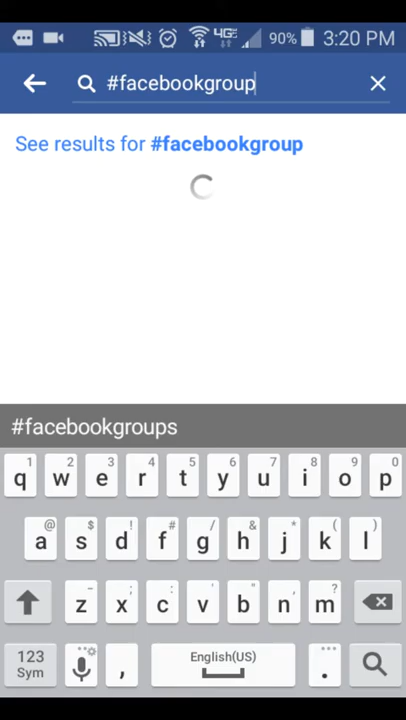 4G 90% 3:20 PM
#facebookgroup
See results for #facebookgroup
#facebookgroups
1 2 3 4 5 6 7 8 9 0
q w e r t y u i o p
@ $ ! # / & * ( )
a s d f g h j k l
- ; : ' " ?
z x c v b n m
123 Sym , English(US) .